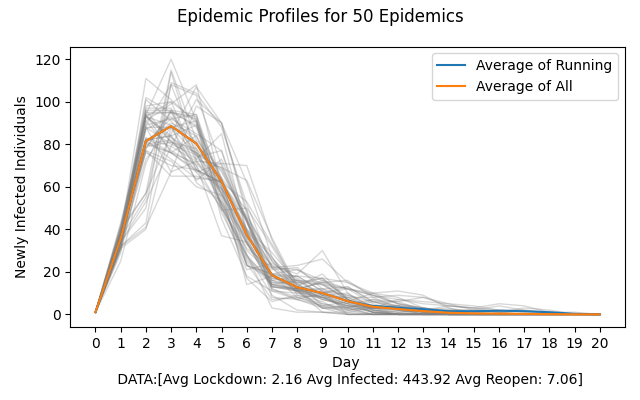 Epidemic Profiles for 50 Epidemics
Average of Running
Average of All
Newly Infected Individuals
120
100
80
60
40
20
0
0 1 2 3 4 5 6 7 8 9 10 11 12 13 14 15 16 17 18 19 20
Day
DATA:[Avg Lockdown: 2.16 Avg Infected: 443.92 Avg Reopen: 7.06]